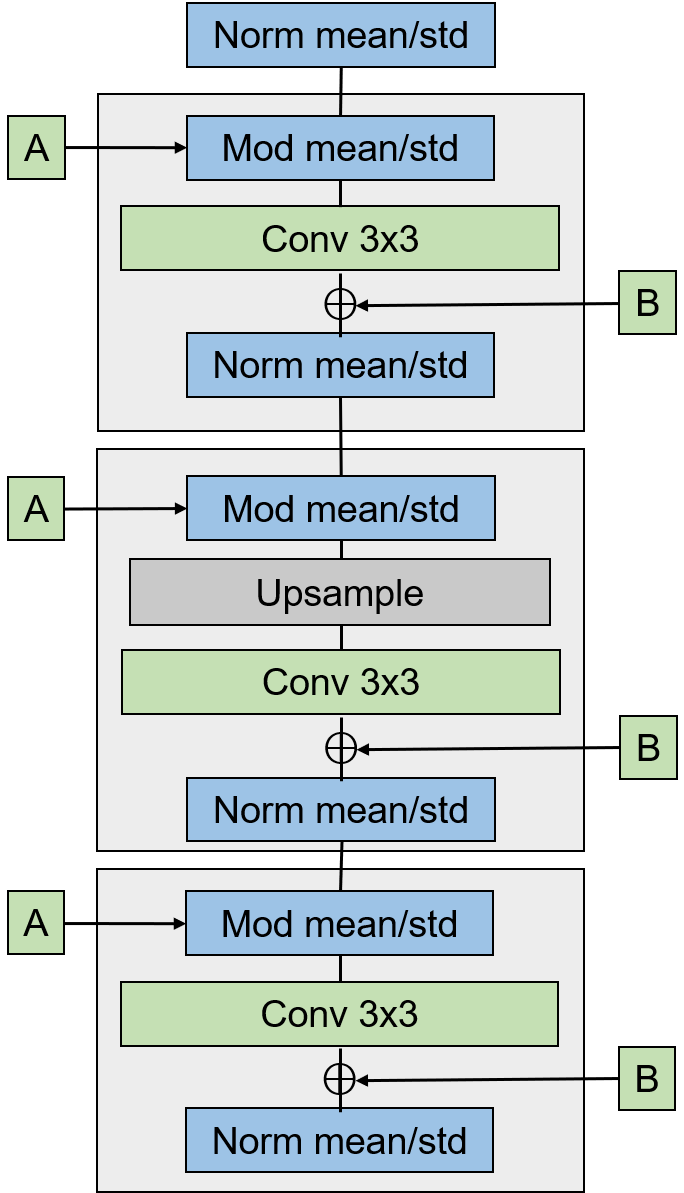 Norm mean/std
A
Mod mean/std
Conv 3x3
B
Norm mean/std
A
Mod mean/std
Upsample
Conv 3x3
B
Norm mean/std
A
Mod mean/std
Conv 3x3
B
Norm mean/std